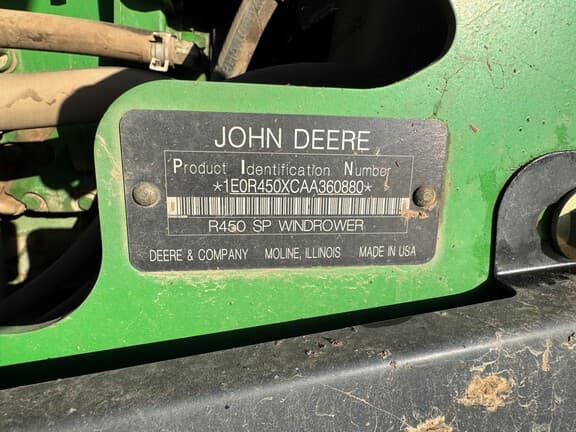 JOHN DEERE
Product Identification Number
*1E0R450XCAA360880*
R450 SP WINDROWER
DEERE & COMPANY MOLINE, ILLINOIS MADE IN USA